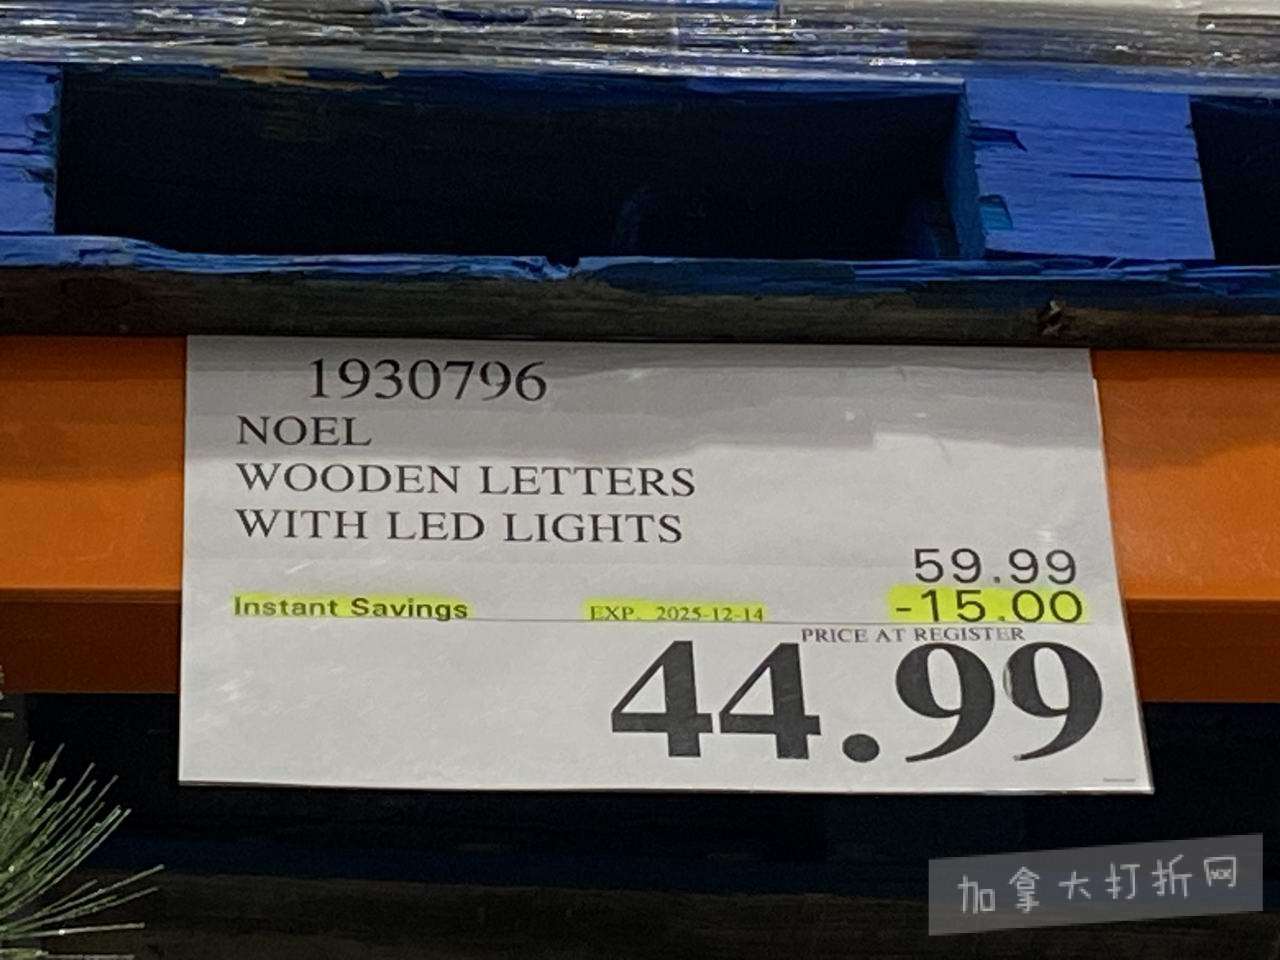 1930796
NOEL
WOODEN LETTERS
WITH LED LIGHTS
59.99
Instant Savings EXP. 2025-12-14 -15.00
PRICE AT REGISTER
44.99
加拿大打折网